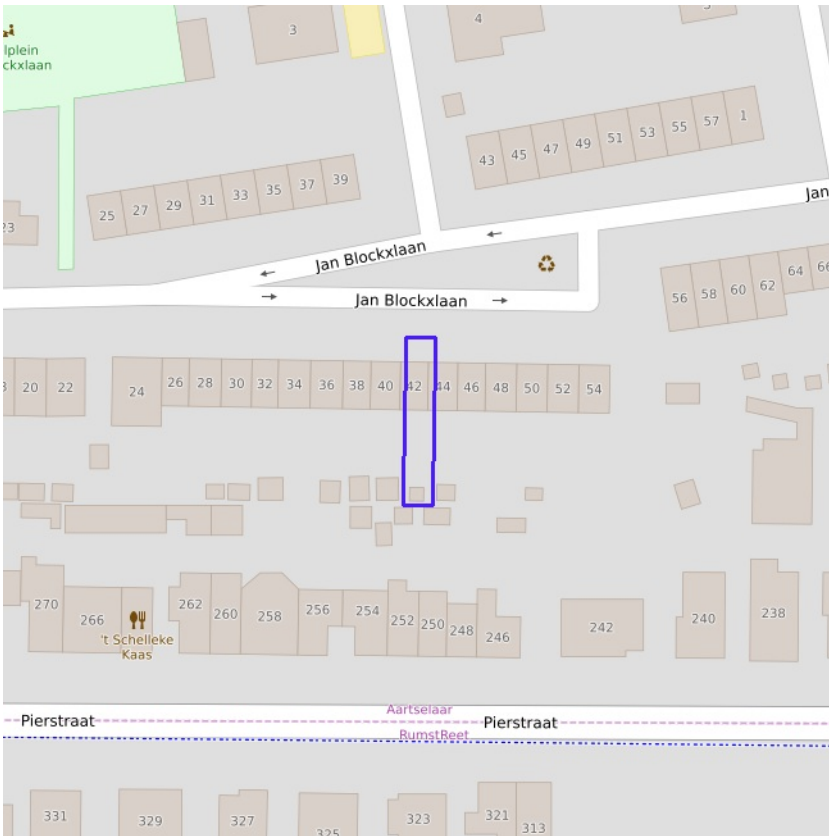 3
4
lplein
ckxlaan
43 45 47 49 51 53 55 57 1
25 27 29 31 33 35 37 39
23
Jan
Jan Blockxlaan
Jan Blockxlaan
56 58 60 62 64 66
20 22 24 26 28 30 32 34 36 38 40 42 44 46 48 50 52 54
270 266 262 260 258 256 254 252 250 248 246 242 240 238
't Schelleke
Kaas
Aartselaar
Pierstraat Pierstraat
RumstReet
331 329 327 325 323 321 313